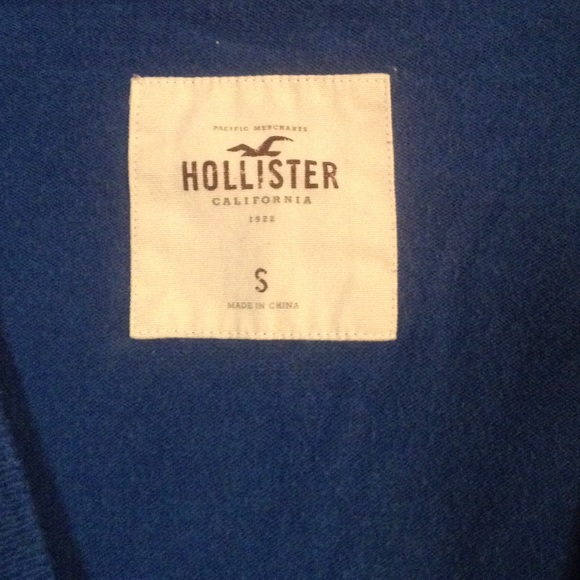 PACIFIC MERCHANTS
HOLLISTER
CALIFORNIA
1922
S
MADE IN CHINA